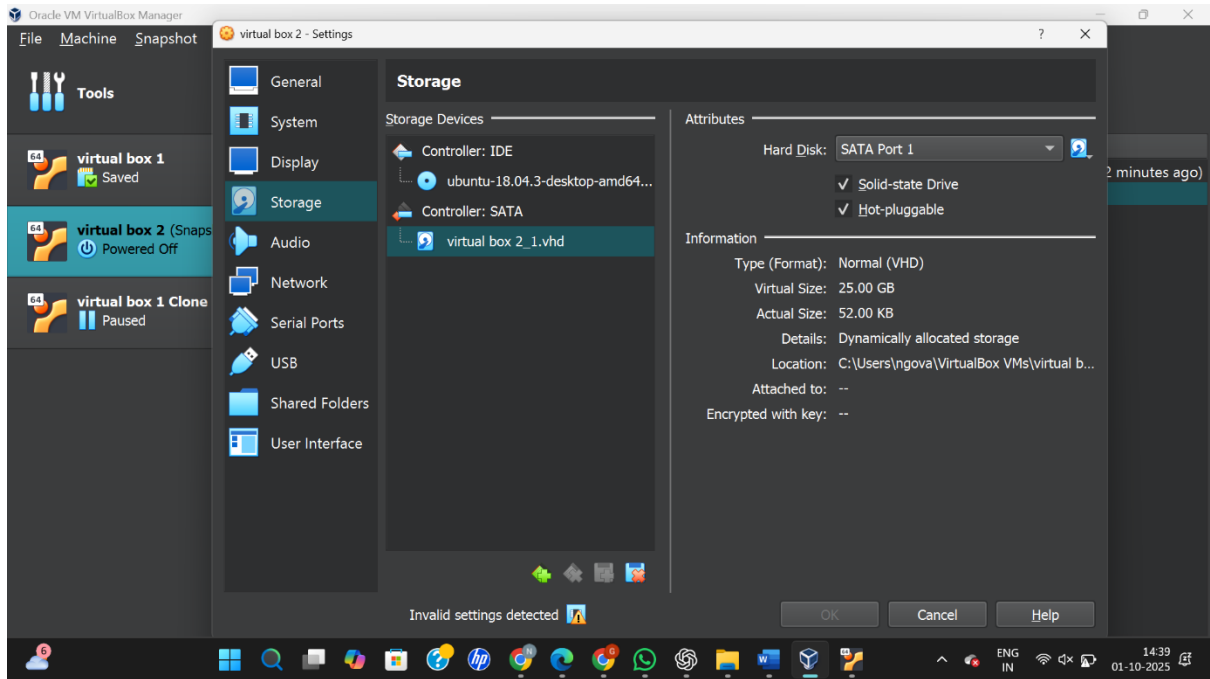 Oracle VM VirtualBox Manager
File Machine Snapshot
Tools
64
virtual box 1
Saved
64
virtual box 2 (Snaps
Powered Off
64
virtual box 1 Clone
Paused
virtual box 2 - Settings
?
General
System
Display
Storage
Audio
Network
Serial Ports
USB
Shared Folders
User Interface
Storage
Storage Devices
Controller: IDE
ubuntu-18.04.3-desktop-amd64...
Controller: SATA
virtual box 2_1.vhd
Attributes
Hard Disk: SATA Port 1
Solid-state Drive
Hot-pluggable
Information
Type (Format): Normal (VHD)
Virtual Size: 25.00 GB
Actual Size: 52.00 KB
Details: Dynamically allocated storage
Location: C:\Users\ngova\VirtualBox VMs\virtual b...
Attached to: --
Encrypted with key: --
2 minutes ago)
Invalid settings detected
OK Cancel Help
6
hp
N
G
W
ENG
IN
14:39
01-10-2025